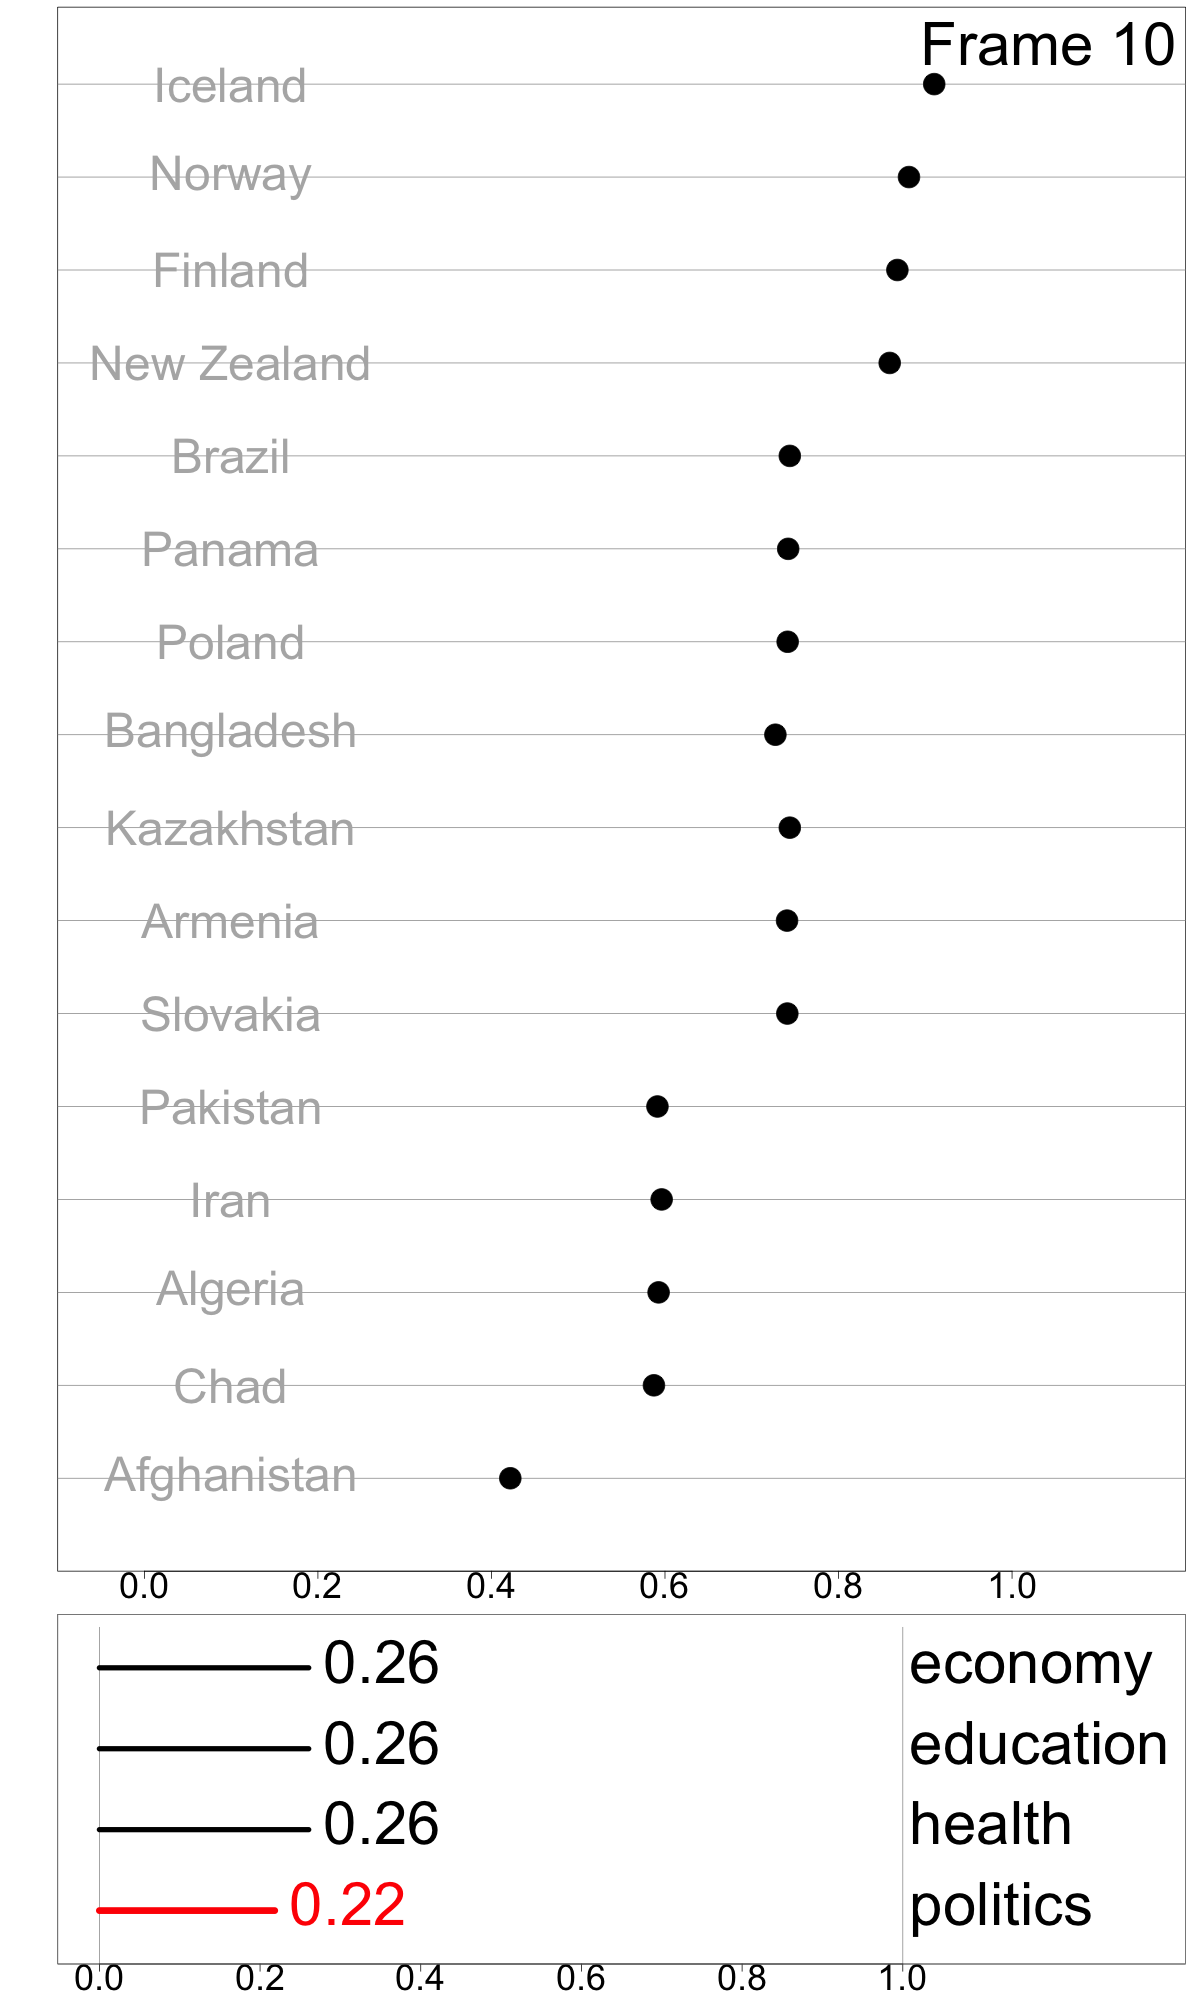 Frame 10
Iceland
Norway
Finland
New Zealand
Brazil
Panama
Poland
Bangladesh
Kazakhstan
Armenia
Slovakia
Pakistan
Iran
Algeria
Chad
Afghanistan
0.0 0.2 0.4 0.6 0.8 1.0
0.26 economy
0.26 education
0.26 health
0.22 politics
0.0 0.2 0.4 0.6 0.8 1.0